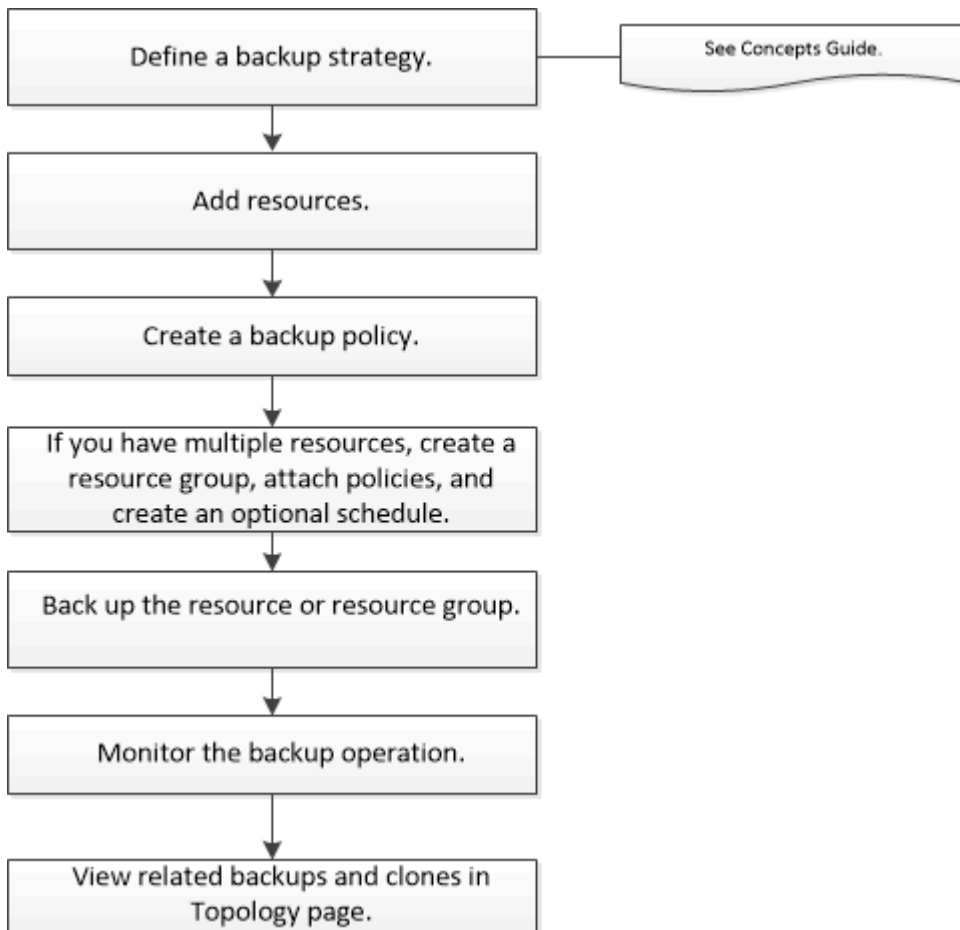 Define a backup strategy.
See Concepts Guide.
Add resources.
Create a backup policy.
If you have multiple resources, create a
resource group, attach policies, and
create an optional schedule.
Back up the resource or resource group.
Monitor the backup operation.
View related backups and clones in
Topology page.